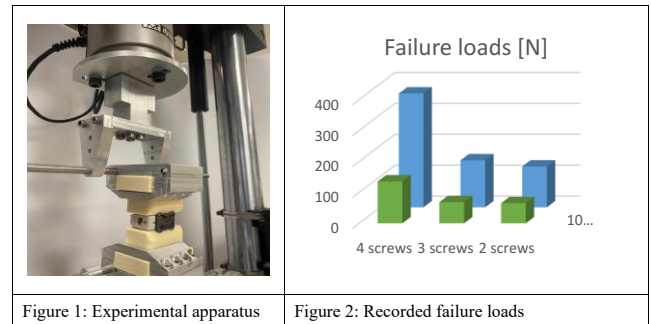 Failure loads [N]
400
300
200
100
0
10...
4 screws 3 screws 2 screws
Figure 1: Experimental apparatus
Figure 2: Recorded failure loads